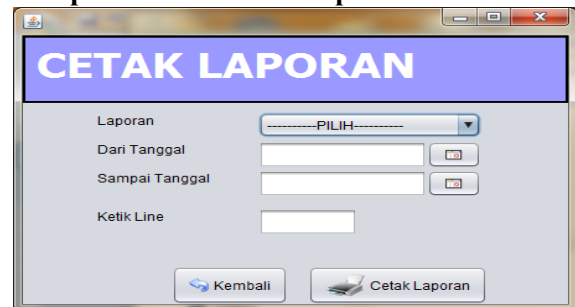 CETAK LAPORAN
Laporan
----------PILIH----------
Dari Tanggal
Sampai Tanggal
Ketik Line
Kembali
Cetak Laporan